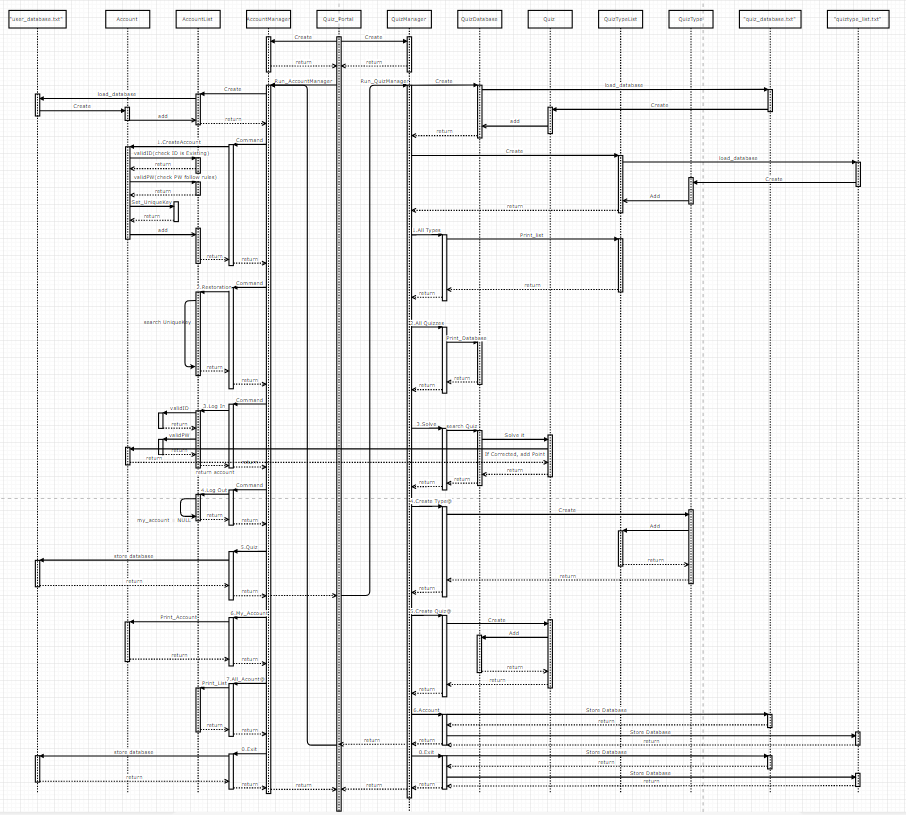 "user_database.txt"
Account
AccountList
AccountManager
Quiz_Portal
QuizManager
QuizDatabase
Quiz
QuizTypeList
QuizType
"quiz_database.txt"
"quiztype_list.txt"
Create
Create
return
return
Run_AccountManager
Run_QuizManager
Create
Create
load_database
load_database
Create
Create
add
add
return
return
1.CreateAccount
Command
validID(check ID is Existing)
Create
return
load_database
validPW(check PW follow rules)
Create
return
Set_UniqueKey
Add
return
return
add
.All Types
Print_list
return
return
Command
Restoration
return
return
search UniqueKey
.All Quizzes
Print_Database
return
return
return
return
Command
3.Log In
validID
return
3.Solve
search Quiz
validPW
Solve it
return
return
If Corrected, add Point
return account
return
return
return
return
Command
4.Log Out
.Create Type@
my_account : NULL
return
return
Create
Add
5.Quiz
store database
return
return
return
return
return
return
6.My_Account
Print_Account
.Create Quiz@
Create
Add
return
return
return
return
7.All_Account@
Print_List
return
6.Account
Store Database
return
return
return
Store Database
return
return
return
0.Exit
0.Exit
store database
Store Database
return
Store Database
return
return
return
return
return
return